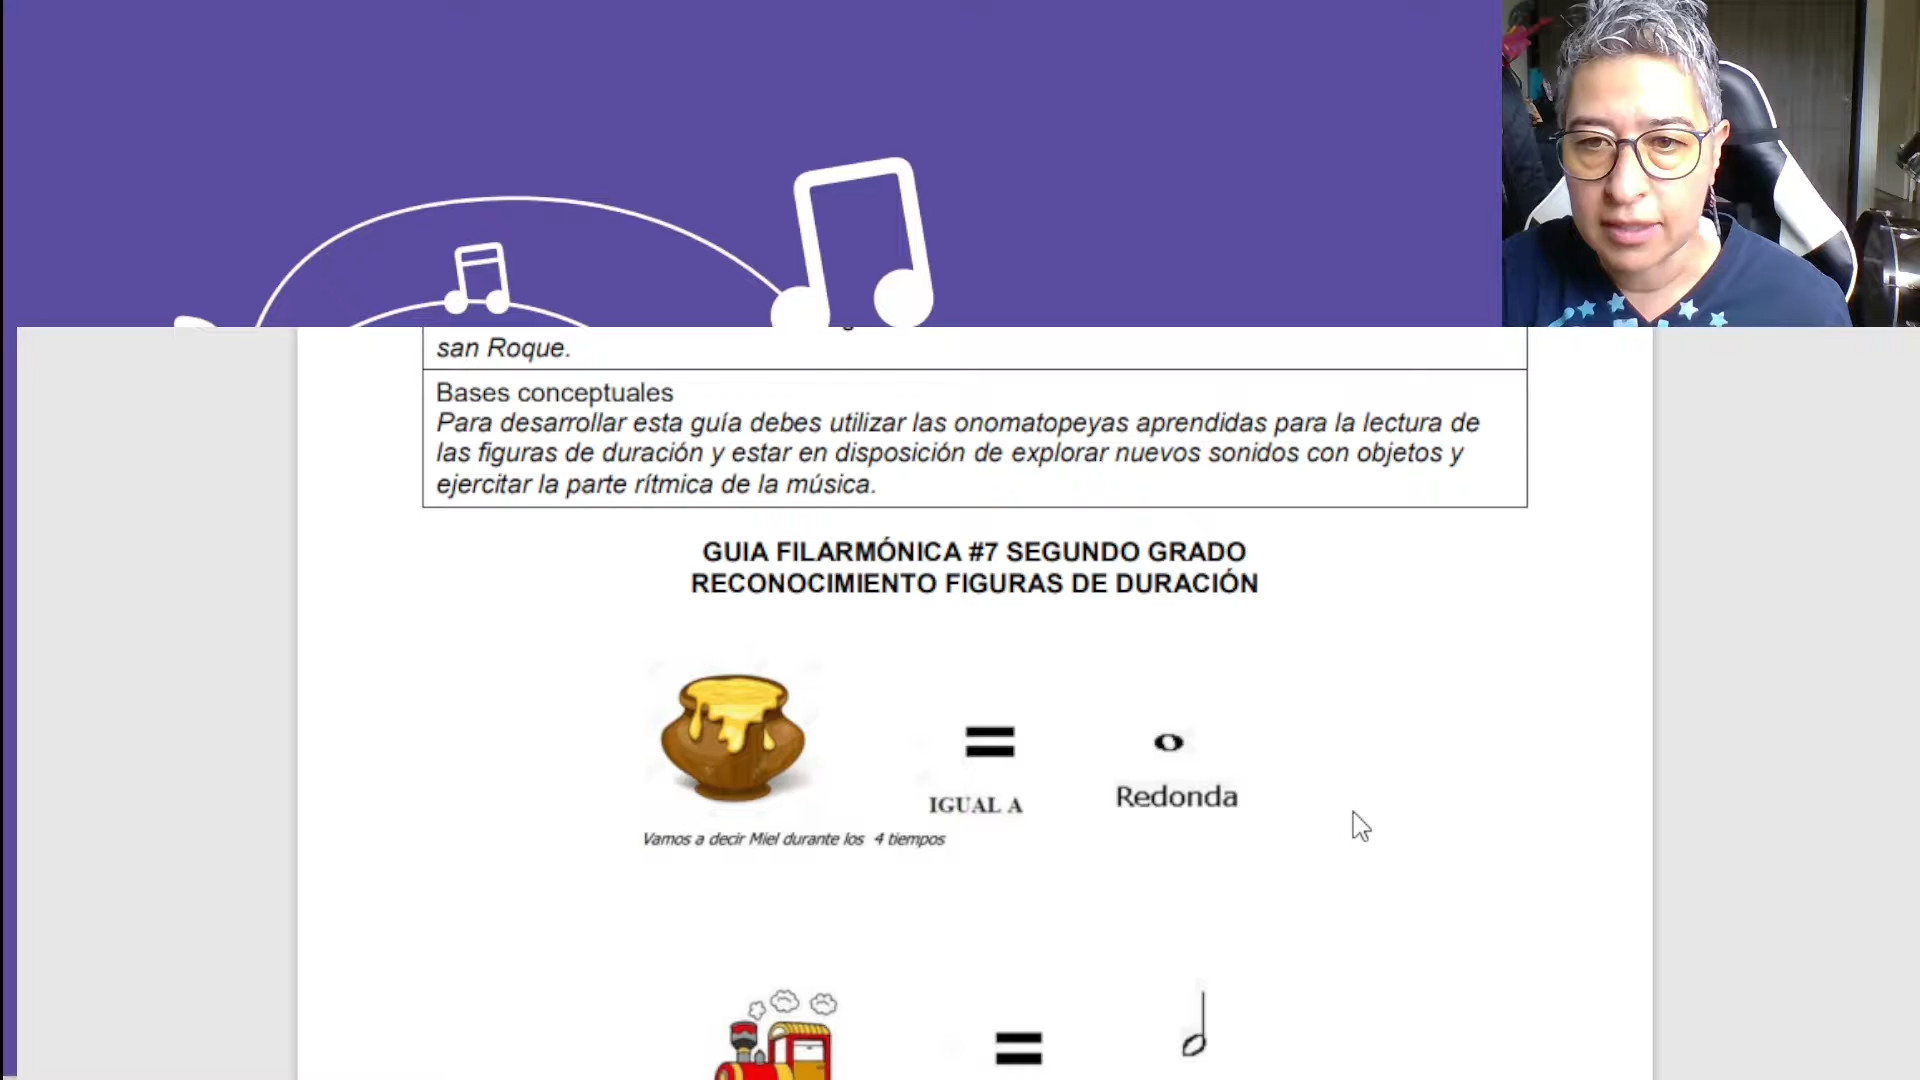 san Roque.
Bases conceptuales
Para desarrollar esta guía debes utilizar las onomatopeyas aprendidas para la lectura de
las figuras de duración y estar en disposición de explorar nuevos sonidos con objetos y
ejercitar la parte rítmica de la música.
GUIA FILARMÓNICA #7 SEGUNDO GRADO
RECONOCIMIENTO FIGURAS DE DURACIÓN
=
IGUAL A
Redonda
Vamos a decir Miel durante los 4 tiempos
=